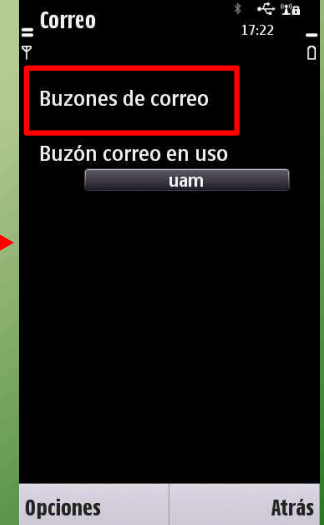 Correo
17:22
Buzones de correo
Buzón correo en uso
uam
Opciones
Atrás